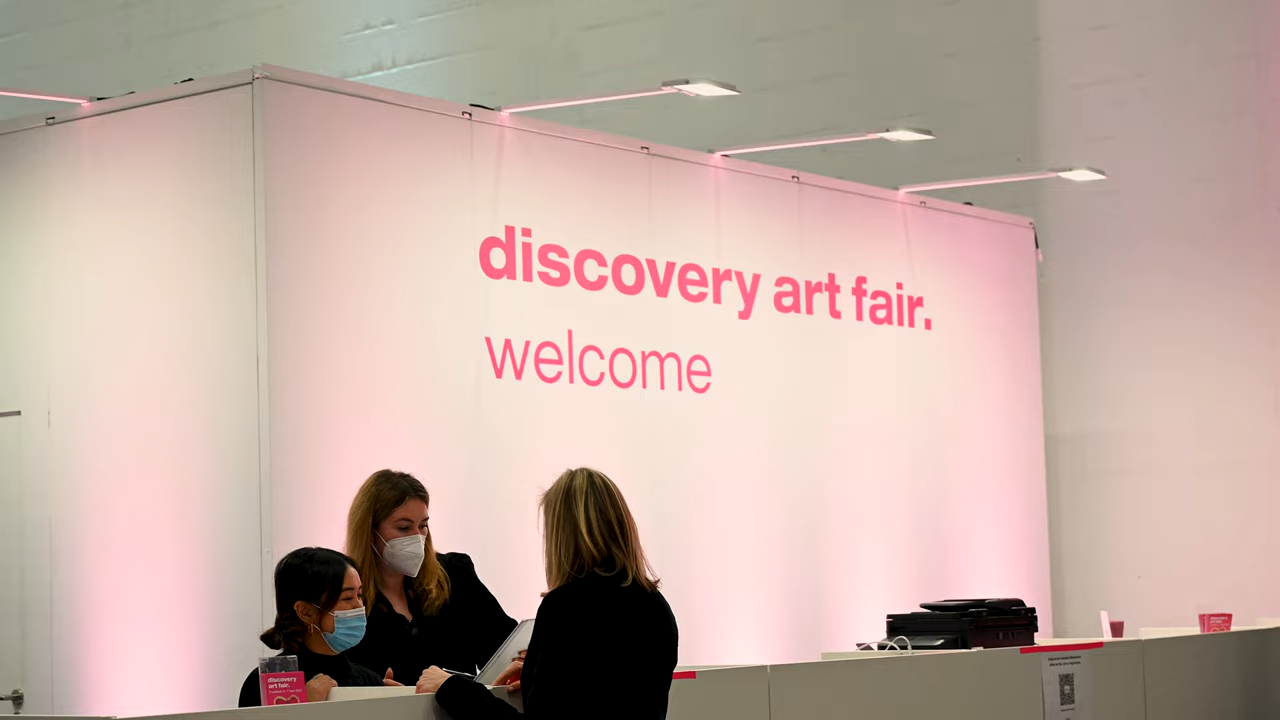 discovery art fair.
welcome
discovery
art fair.